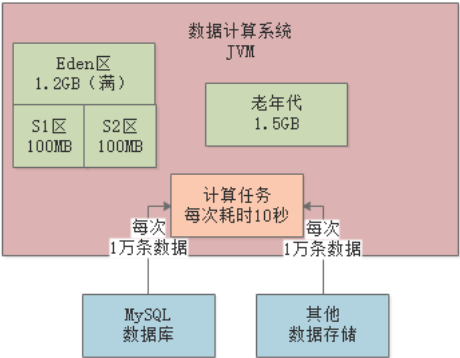 数据计算系统
JVM
Eden区
1.2GB（满）
S1区
100MB
S2区
100MB
老年代
1.5GB
计算任务
每次耗时10秒
每次
1万条数据
每次
1万条数据
MySQL
数据库
其他
数据存储